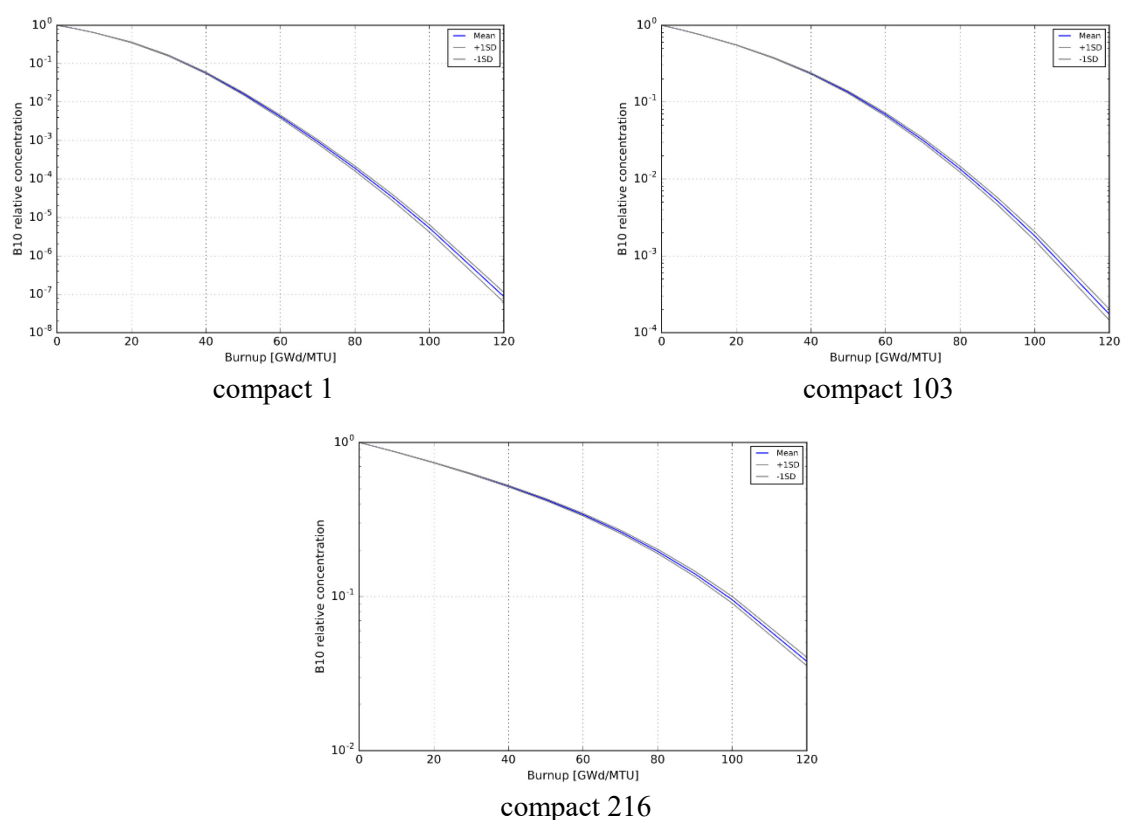 10^0
10^-1
10^-2
10^-3
10^-4
10^-5
10^-6
10^-7
10^-8
B10 relative concentration
Mean
+1SD
-1SD
0 20 40 60 80 100 120
Burnup [GWd/MTU]
compact 1
10^0
10^-1
10^-2
10^-3
10^-4
B10 relative concentration
Mean
+1SD
-1SD
0 20 40 60 80 100 120
Burnup [GWd/MTU]
compact 103
10^0
10^-1
10^-2
B10 relative concentration
Mean
+1SD
-1SD
0 20 40 60 80 100 120
Burnup [GWd/MTU]
compact 216